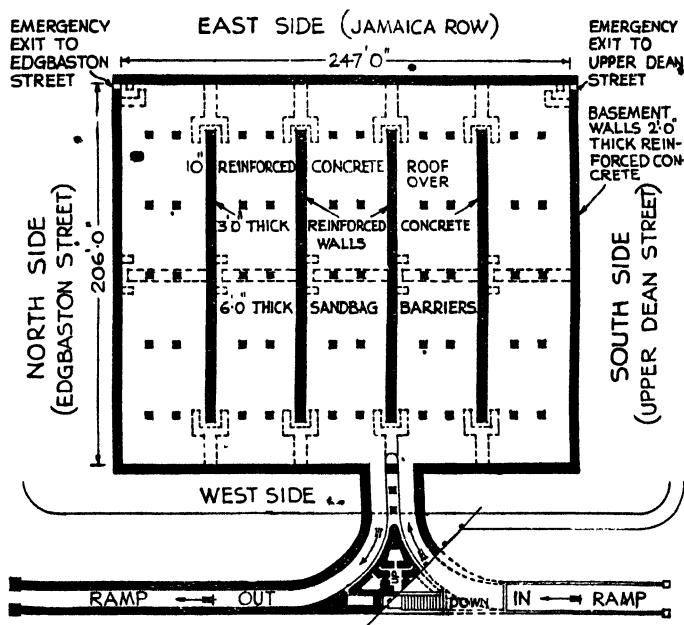 EAST SIDE (JAMAICA ROW)
EMERGENCY
EXIT TO
EDGBASTON
STREET
247'0"
EMERGENCY
EXIT TO
UPPER DEAN
STREET
BASEMENT
WALLS 2'0"
THICK REIN-
FORCED CON-
CRETE
10" REINFORCED CONCRETE ROOF
OVER
3'0" THICK REINFORCED CONCRETE
WALLS
6'0" THICK SANDBAG BARRIERS
NORTH SIDE
(EDGBASTON STREET)
206'0"
SOUTH SIDE
(UPPER DEAN STREET)
WEST SIDE
RAMP OUT
DOWN
IN RAMP